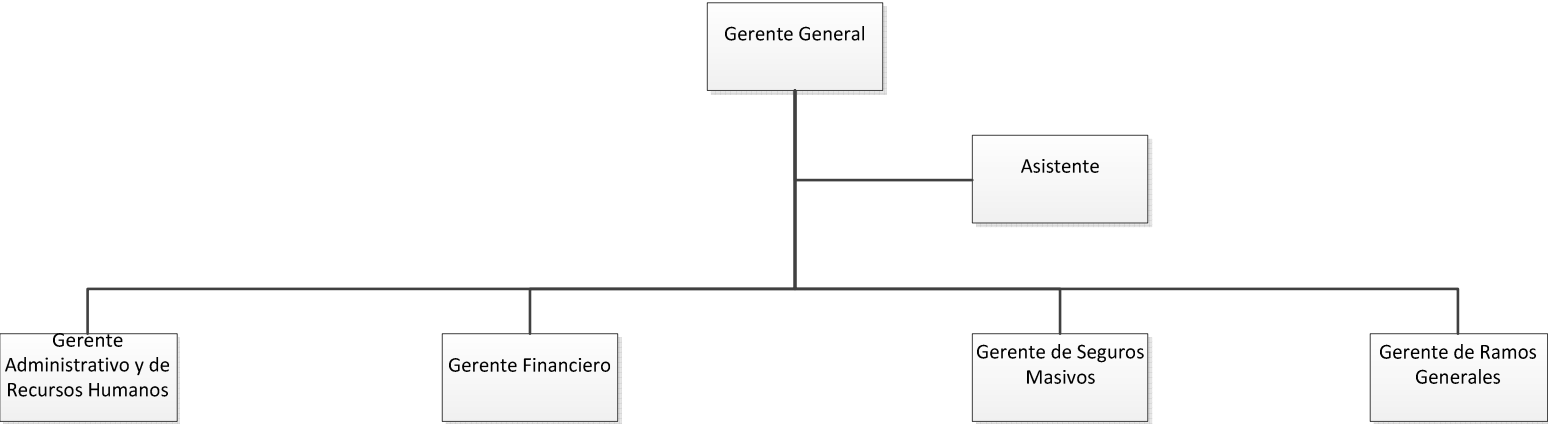 Gerente General
Asistente
Gerente
Administrativo y de
Recursos Humanos
Gerente Financiero
Gerente de Seguros
Masivos
Gerente de Ramos
Generales